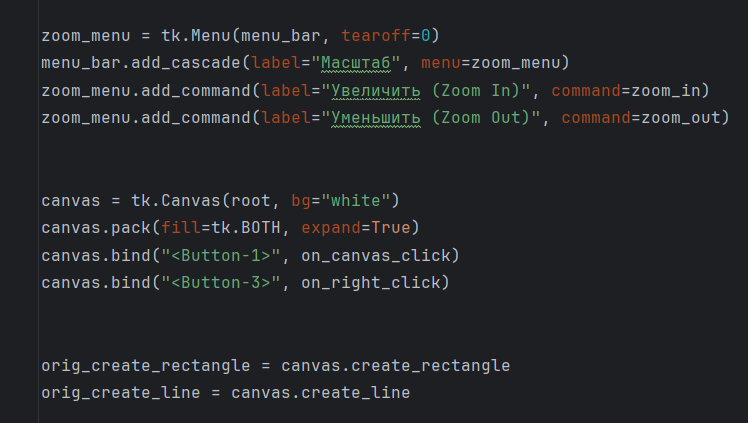 zoom_menu = tk.Menu(menu_bar, tearoff=0)
menu_bar.add_cascade(label="Масштаб", menu=zoom_menu)
zoom_menu.add_command(label="Увеличить (Zoom In)", command=zoom_in)
zoom_menu.add_command(label="Уменьшить (Zoom Out)", command=zoom_out)
canvas = tk.Canvas(root, bg="white")
canvas.pack(fill=tk.BOTH, expand=True)
canvas.bind("<Button-1>", on_canvas_click)
canvas.bind("<Button-3>", on_right_click)
orig_create_rectangle = canvas.create_rectangle
orig_create_line = canvas.create_line